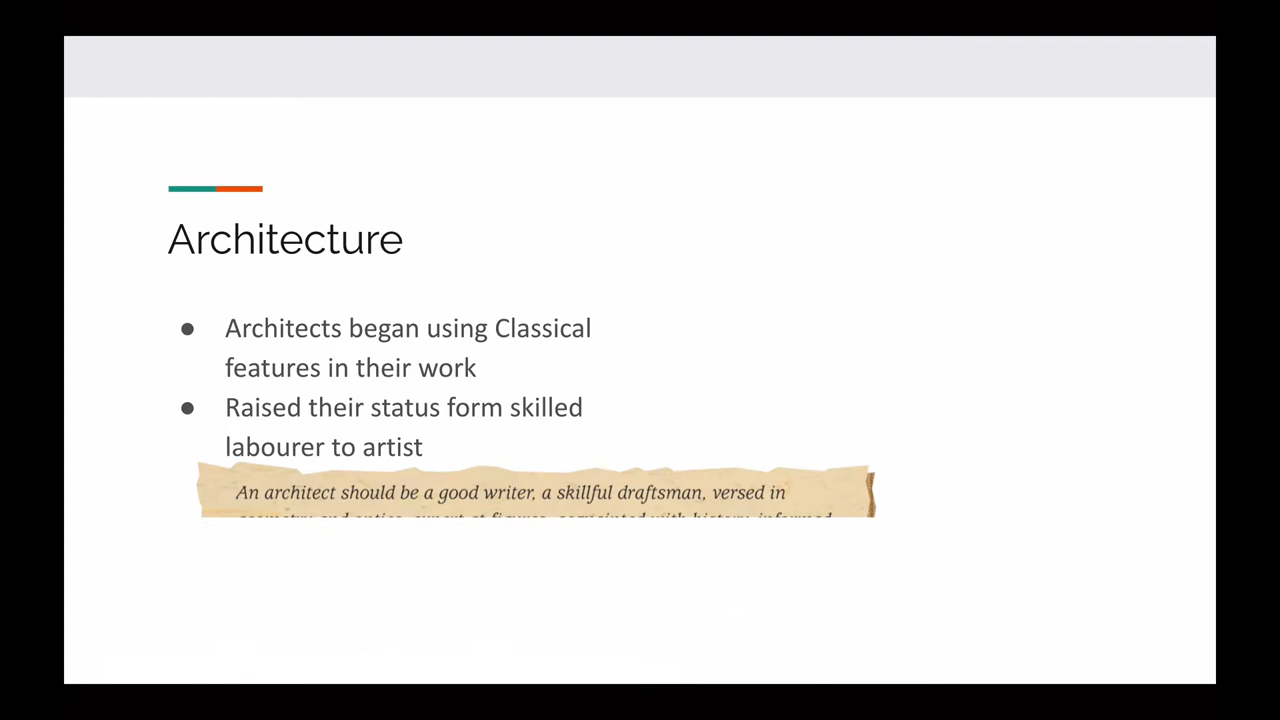 Architecture
● Architects began using Classical
features in their work
● Raised their status form skilled
labourer to artist
An architect should be a good writer, a skillful draftsman, versed in